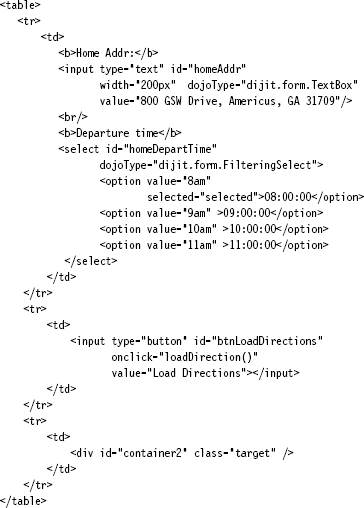 <table>
<tr>
<td>
<b>Home Addr:</b>
<input type="text" id="homeAddr"
width="200px" dojoType="dijit.form.TextBox"
value="800 GSW Drive, Americus, GA 31709"/>
<br/>
<b>Departure time</b>
<select id="homeDepartTime"
dojoType="dijit.form.FilteringSelect">
<option value="8am"
selected="selected">08:00:00</option>
<option value="9am" >09:00:00</option>
<option value="10am" >10:00:00</option>
<option value="11am" >11:00:00</option>
</select>
</td>
</tr>
<tr>
<td>
<input type="button" id="btnLoadDirections"
onclick="loadDirection()"
value="Load Directions"></input>
</td>
</tr>
<tr>
<td>
<div id="container2" class="target" />
</td>
</tr>
</table>